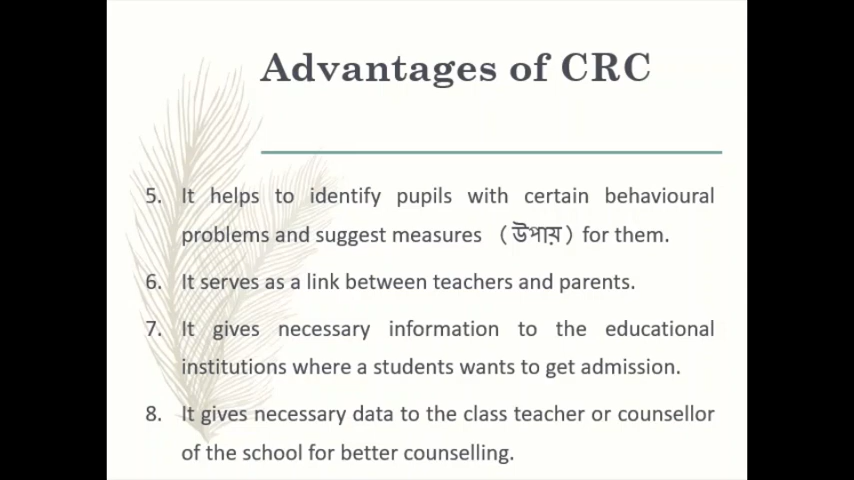 Advantages of CRC
5. It helps to identify pupils with certain behavioural
problems and suggest measures (উপায়) for them.
6. It serves as a link between teachers and parents.
7. It gives necessary information to the educational
institutions where a students wants to get admission.
8. It gives necessary data to the class teacher or counsellor
of the school for better counselling.